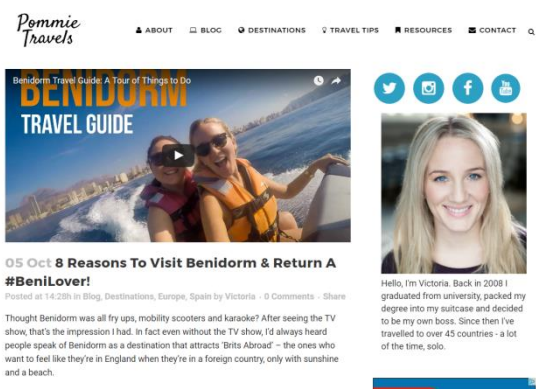 Pommie
Travels
ABOUT
BLOG
DESTINATIONS
TRAVEL TIPS
RESOURCES
CONTACT
Benidorm Travel Guide: A Tour of Things to Do
BENIDORM
TRAVEL GUIDE
05 Oct 8 Reasons To Visit Benidorm & Return A
#BeniLover!
Posted at 14:28h in Blog, Destinations, Europe, Spain by Victoria · 0 Comments · Share
Thought Benidorm was all fry ups, mobility scooters and karaoke? After seeing the TV
show, that's the impression I had. In fact even without the TV show, I'd always heard
people speak of Benidorm as a destination that attracts 'Brits Abroad' – the ones who
want to feel like they're in England when they're in a foreign country, only with sunshine
and a beach.
You
Tube
Hello, I'm Victoria. Back in 2008 I
graduated from university, packed my
degree into my suitcase and decided
to be my own boss. Since then I've
travelled to over 45 countries - a lot
of the time, solo.